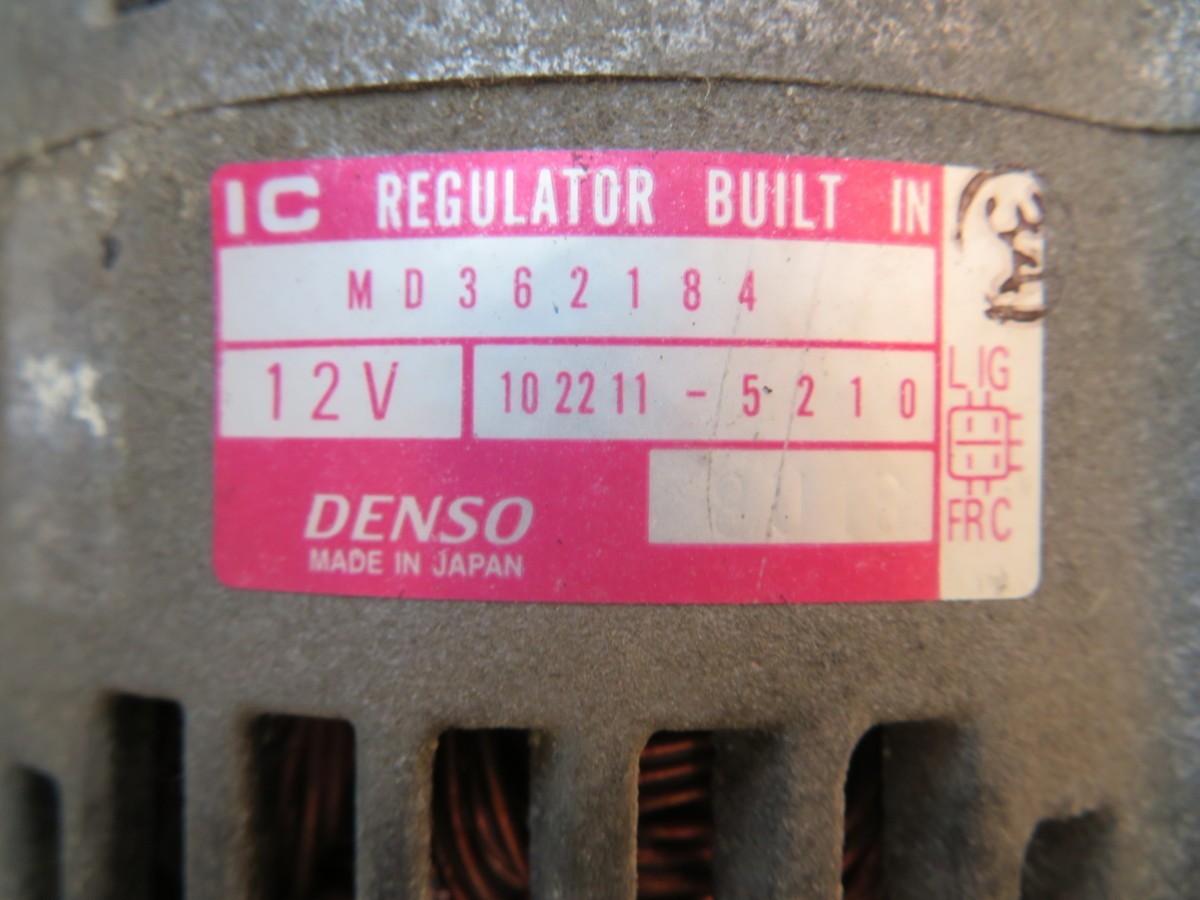 IC REGULATOR BUILT IN
MD362184
12V
102211-5210
DENSO
MADE IN JAPAN
L IG
FR C